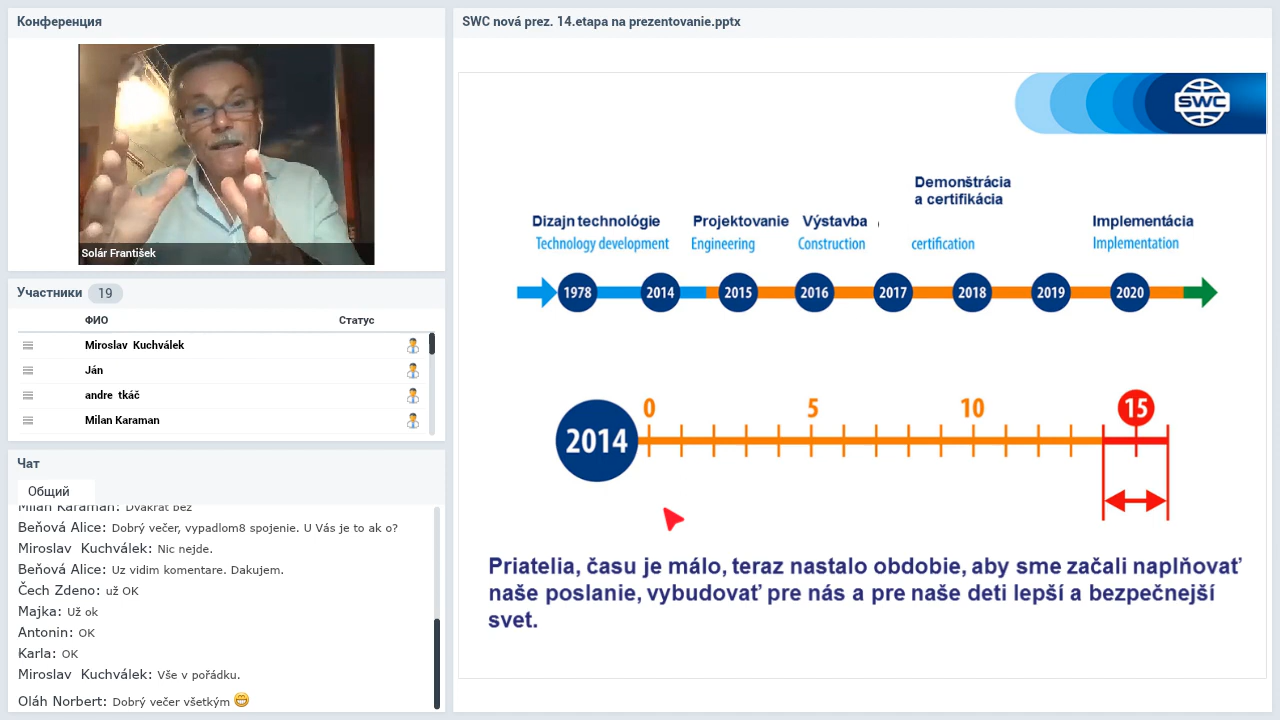 Конференция
Solár František
Участники 19
ФИО Статус
Miroslav Kuchválek
Ján
andre tkáč
Milan Karaman
Чат
Общий
Milan Karaman: Dvakrát bez
Beňová Alice: Dobrý večer, vypadlom8 spojenie. U Vás je to ak o?
Miroslav Kuchválek: Nic nejde.
Beňová Alice: Uz vidim komentare. Dakujem.
Čech Zdeno: už OK
Majka: Už ok
Antonin: OK
Karla: OK
Miroslav Kuchválek: Vše v pořádku.
Oláh Norbert: Dobrý večer všetkým
SWC nová prez. 14.etapa na prezentovanie.pptx
SWC
Demonštrácia
a certifikácia
Dizajn technológie Projektovanie Výstavba Implementácia
Technology development Engineering Construction certification Implementation
1978 2014 2015 2016 2017 2018 2019 2020
0 5 10 15
2014
Priatelia, času je málo, teraz nastalo obdobie, aby sme začali naplňovať
naše poslanie, vybudovať pre nás a pre naše deti lepší a bezpečnejší
svet.